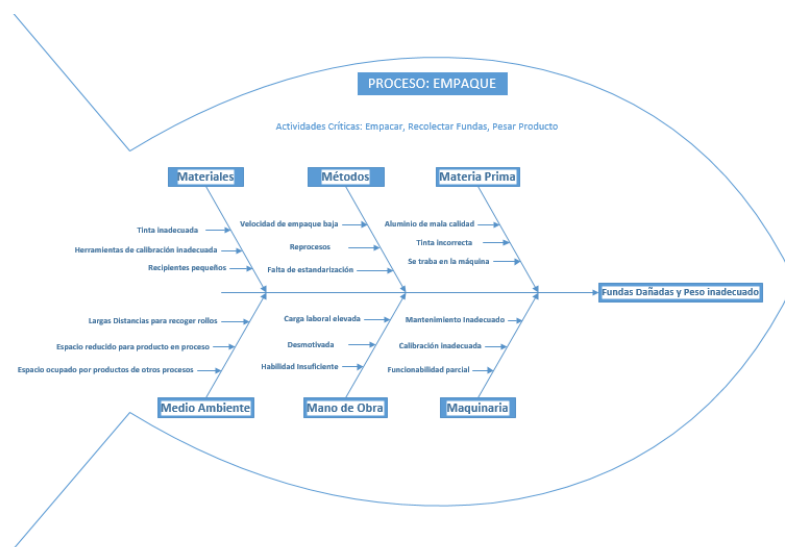 PROCESO: EMPAQUE
Actividades Críticas: Empacar, Recolectar Fundas, Pesar Producto
Materiales
Métodos
Materia Prima
Tinta inadecuada
Herramientas de calibración inadecuada
Recipientes pequeños
Velocidad de empaque baja
Reprocesos
Falta de estandarización
Aluminio de mala calidad
Tinta incorrecta
Se traba en la máquina
Fundas Dañadas y Peso inadecuado
Largas Distancias para recoger rollos
Espacio reducido para producto en proceso
Espacio ocupado por productos de otros procesos
Carga laboral elevada
Desmotivada
Habilidad Insuficiente
Mantenimiento Inadecuado
Calibración inadecuada
Funcionabilidad parcial
Medio Ambiente
Mano de Obra
Maquinaria